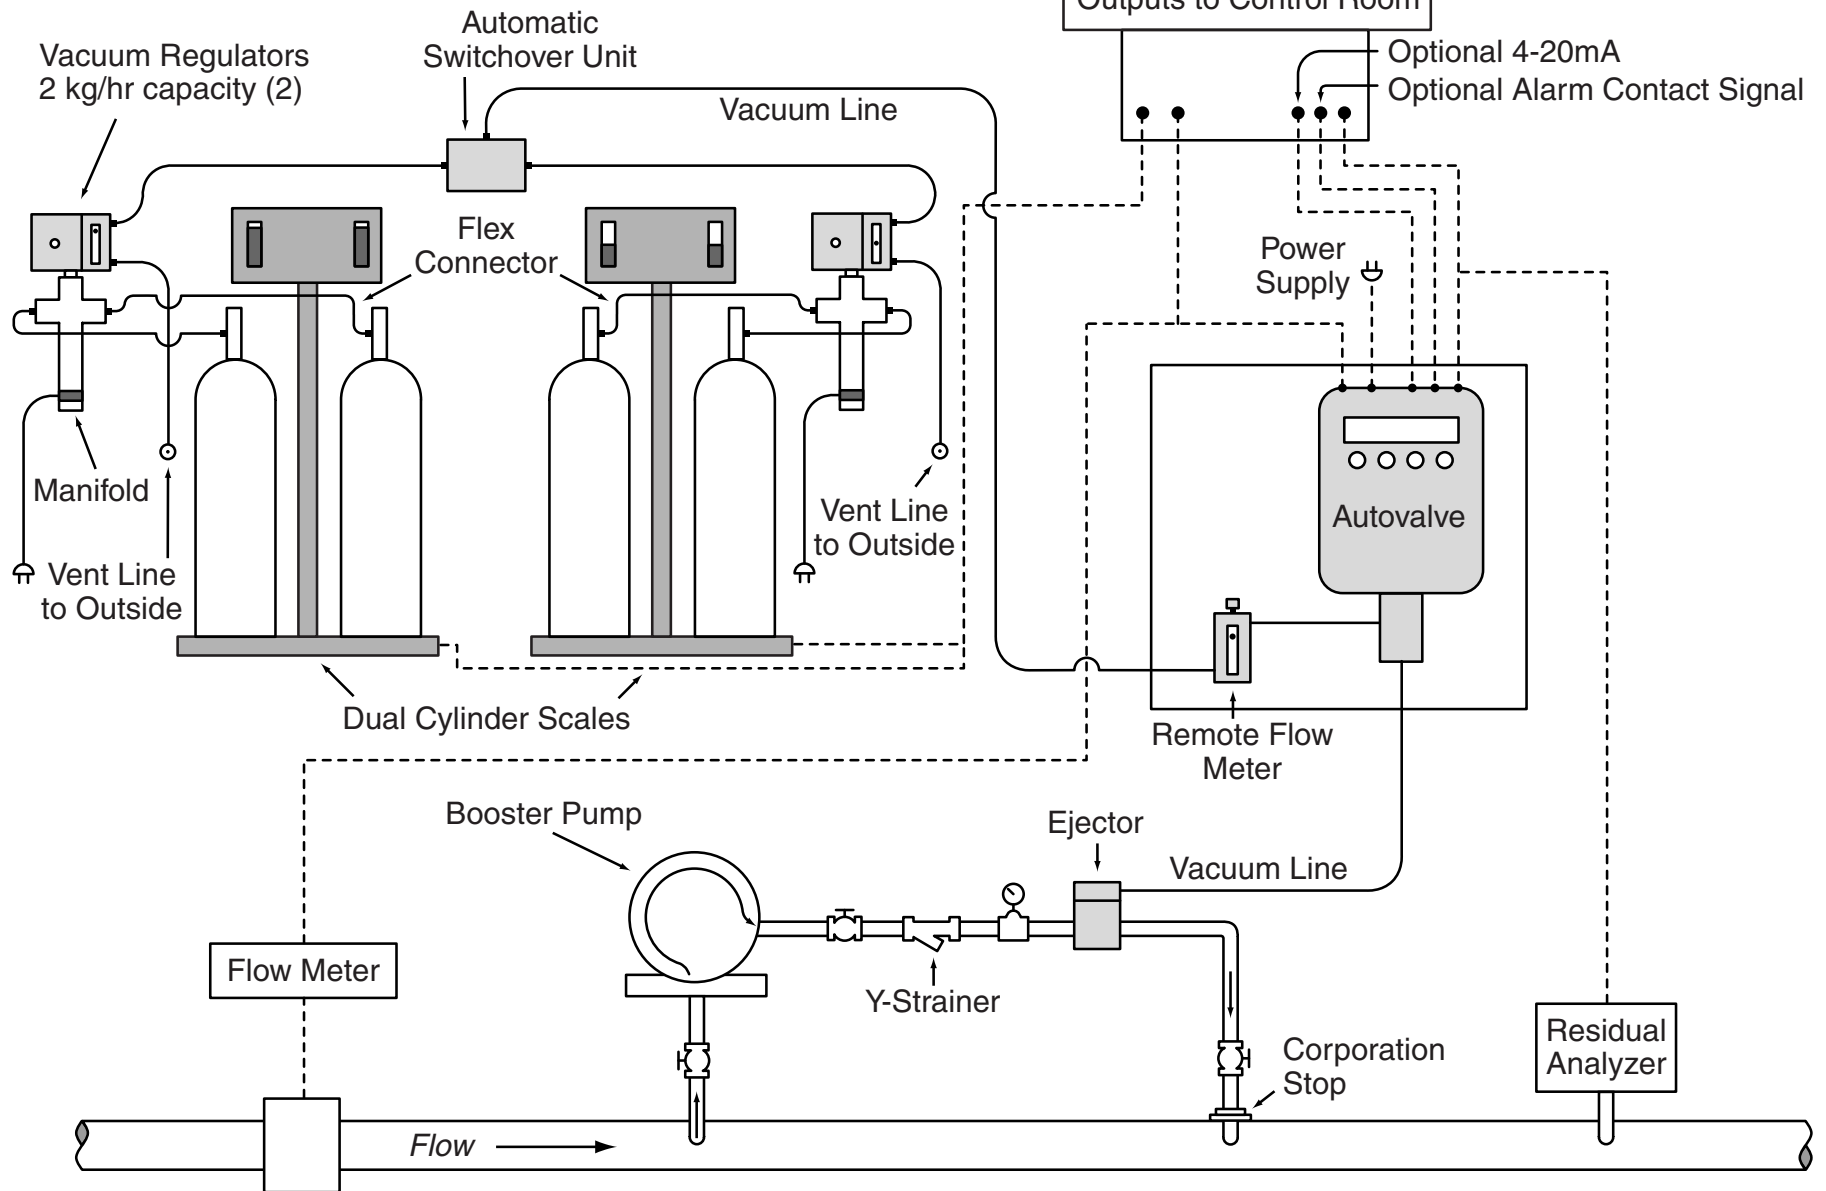 Outputs to Control Room
Automatic
Switchover Unit
Vacuum Regulators
2 kg/hr capacity (2)
Optional 4-20mA
Optional Alarm Contact Signal
Vacuum Line
Flex
Connector
Power
Supply
Manifold
Vent Line
to Outside
Vent Line
to Outside
Autovalve
Dual Cylinder Scales
Remote Flow
Meter
Booster Pump
Ejector
Vacuum Line
Flow Meter
Y-Strainer
Residual
Analyzer
Corporation
Stop
Flow